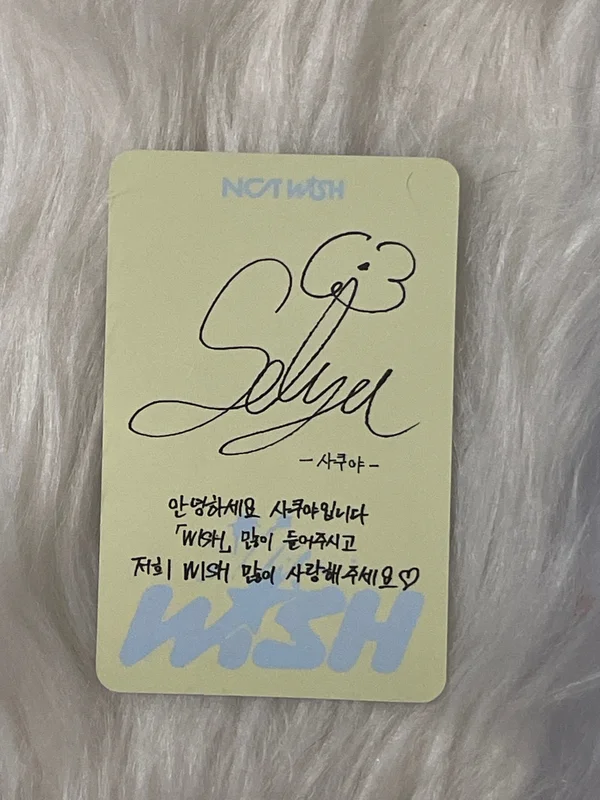 NCT WISH
- 사쿠야 -
안녕하세요 사쿠야입니다
「WISH」 많이 들어주시고
저희 WISH 많이 사랑해주세요♡
WISH